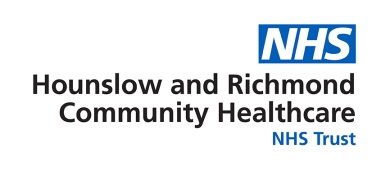 NHS
Hounslow and Richmond
Community Healthcare
NHS Trust